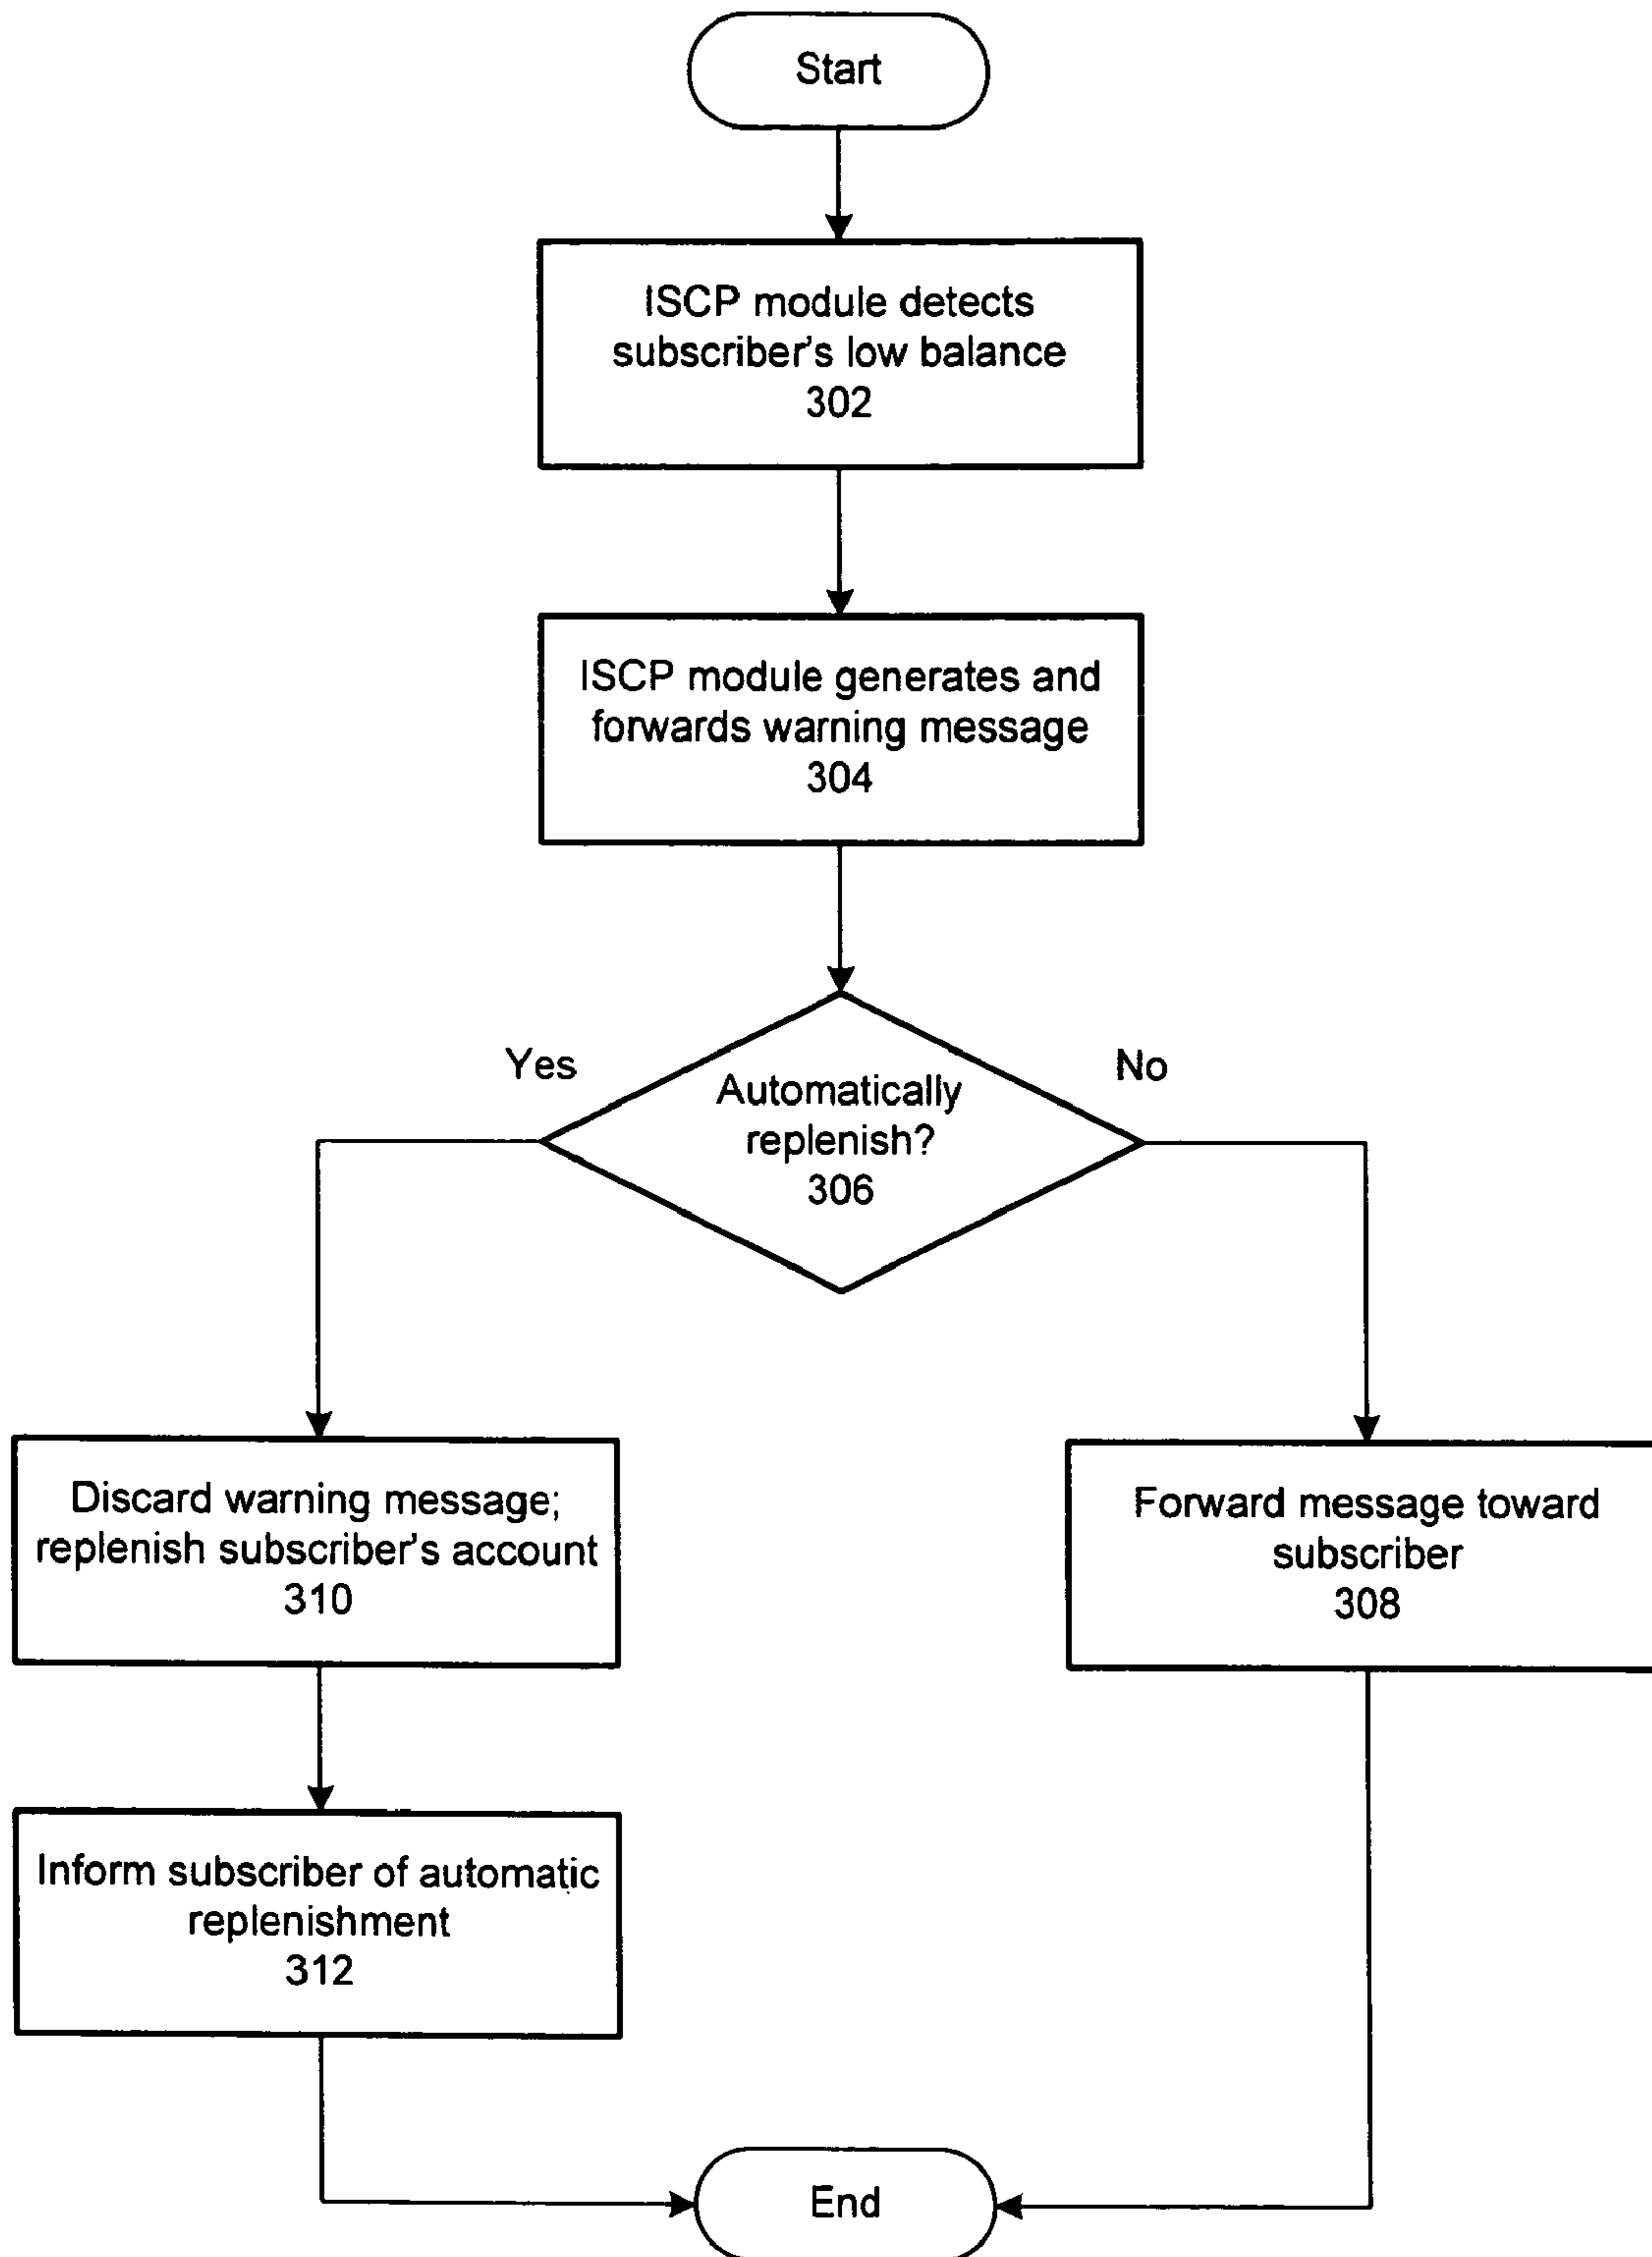 Start
ISCP module detects
subscriber's low balance
302
ISCP module generates and
forwards warning message
304
Yes
No
Automatically
replenish?
306
Discard warning message;
replenish subscriber's account
310
Forward message toward
subscriber
308
Inform subscriber of automatic
replenishment
312
End